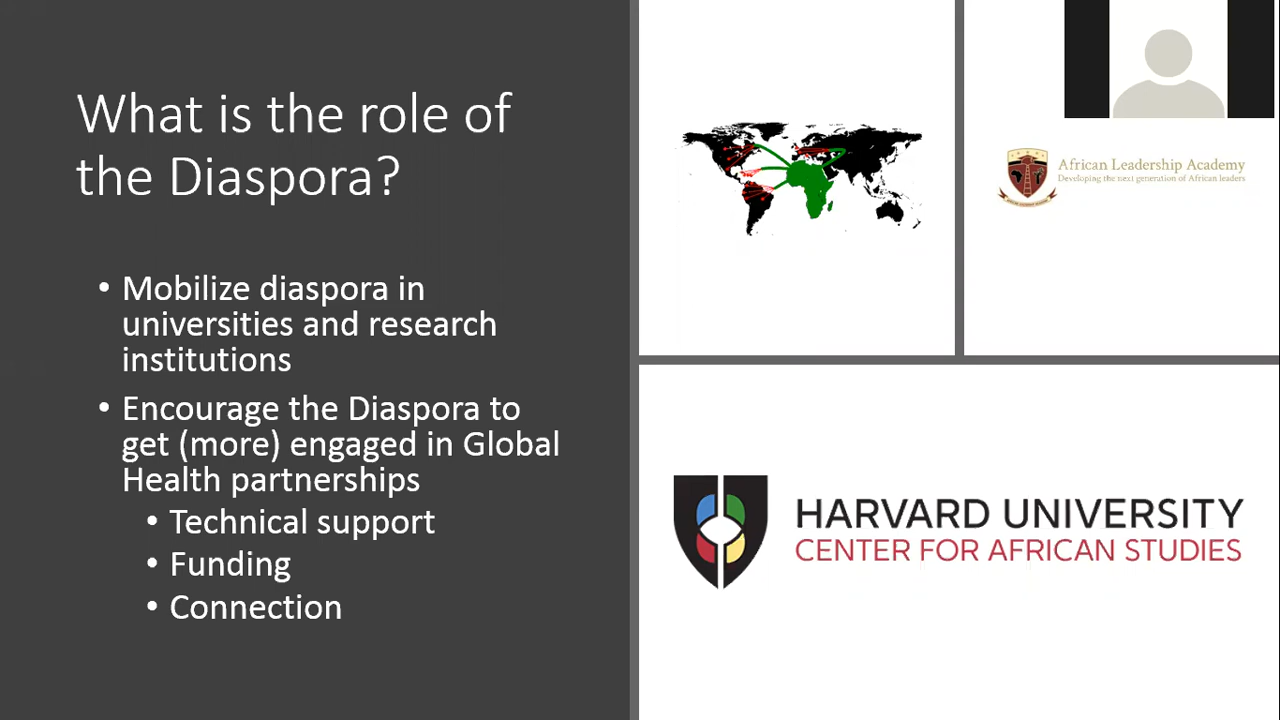 What is the role of
the Diaspora?
• Mobilize diaspora in
universities and research
institutions
• Encourage the Diaspora to
get (more) engaged in Global
Health partnerships
• Technical support
• Funding
• Connection
African Leadership Academy
Developing the next generation of African leaders
HARVARD UNIVERSITY
CENTER FOR AFRICAN STUDIES